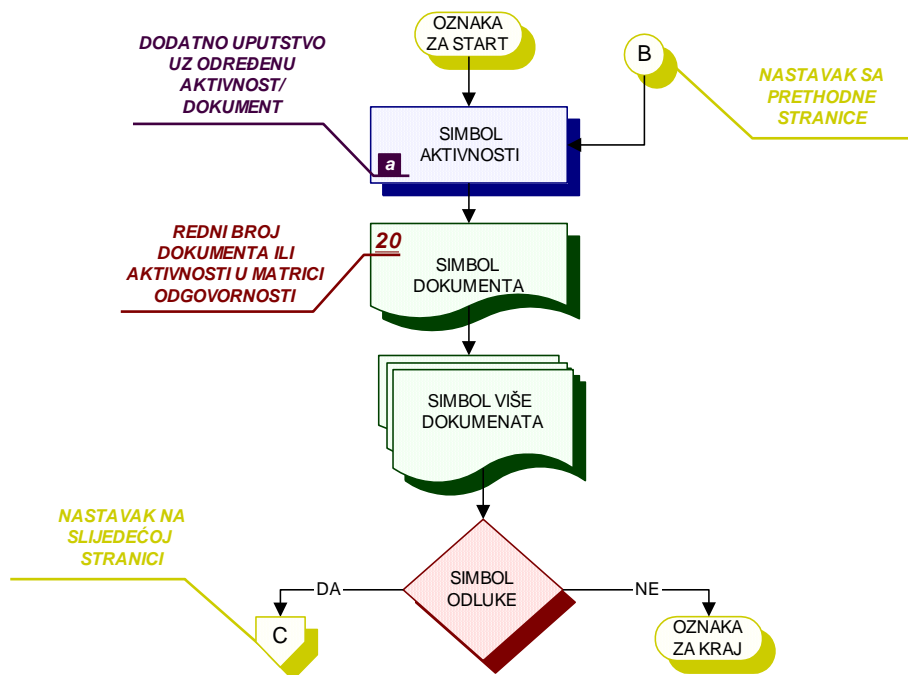 OZNAKA
ZA START
DODATNO UPUTSTVO
UZ ODREĐENU
AKTIVNOST/
DOKUMENT
B
NASTAVAK SA
PRETHODNE
STRANICE
SIMBOL
AKTIVNOSTI
a
REDNI BROJ
DOKUMENTA ILI
AKTIVNOSTI U MATRICI
ODGOVORNOSTI
20
SIMBOL
DOKUMENTA
SIMBOL VIŠE
DOKUMENATA
NASTAVAK NA
SLIJEDEĆOJ
STRANICI
SIMBOL
ODLUKE
DA
NE
C
OZNAKA
ZA KRAJ